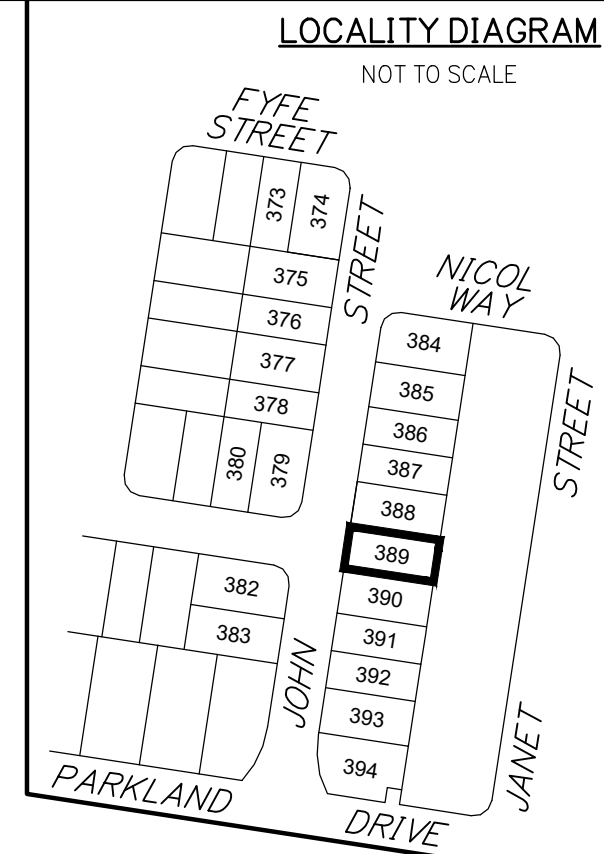 LOCALITY DIAGRAM
NOT TO SCALE
FYFE
STREET
373
374
STREET
375
376
377
378
380
379
NICOL
WAY
384
385
386
387
388
389
390
391
392
393
394
STREET
382
383
JOHN
JANET
PARKLAND
DRIVE